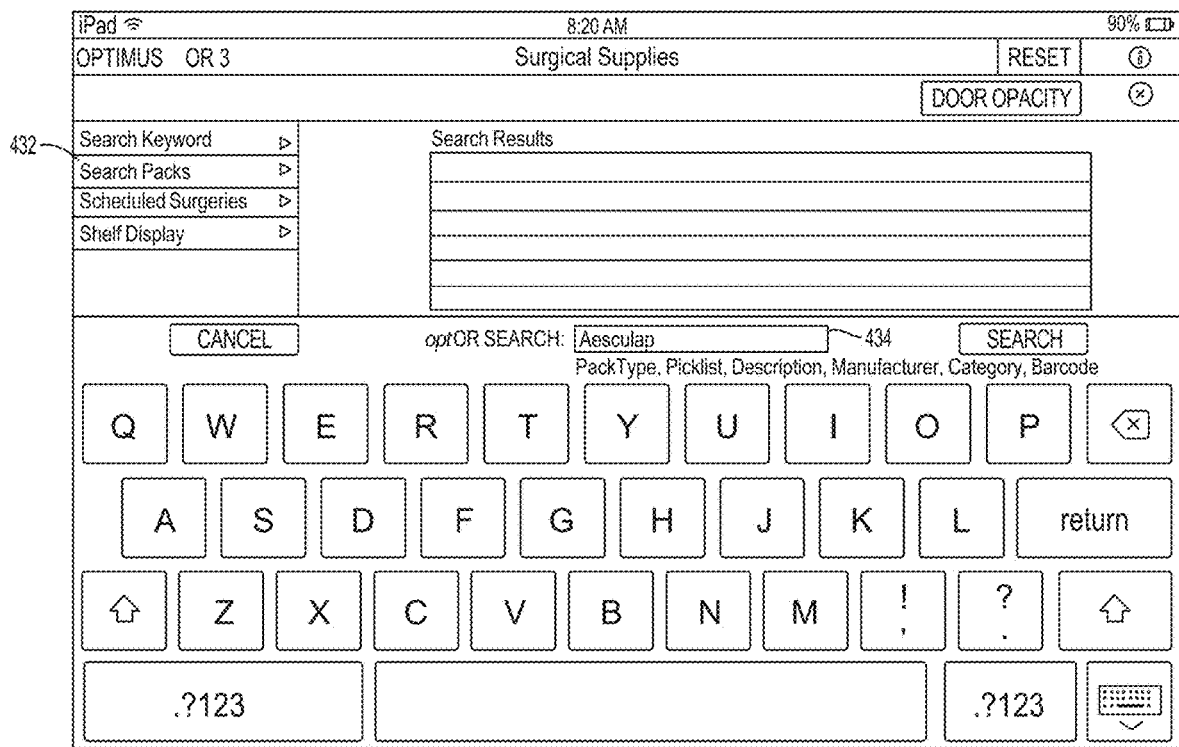 iPad 8:20 AM 90%
OPTIMUS OR 3 Surgical Supplies RESET
DOOR OPACITY
432
Search Keyword
Search Packs
Scheduled Surgeries
Shelf Display
Search Results
CANCEL optOR SEARCH: Aesculap 434 SEARCH
PackType, Picklist, Description, Manufacturer, Category, Barcode
Q W E R T Y U I O P
A S D F G H J K L return
Z X C V B N M ! , ? .
.?123 .?123